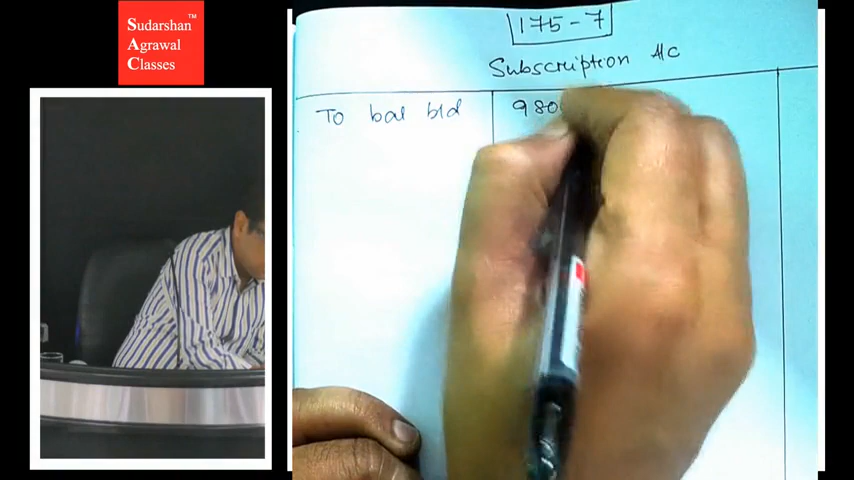 Sudarshan™
Agrawal
Classes
175-7
Subscription A/c
To bal b/d 980